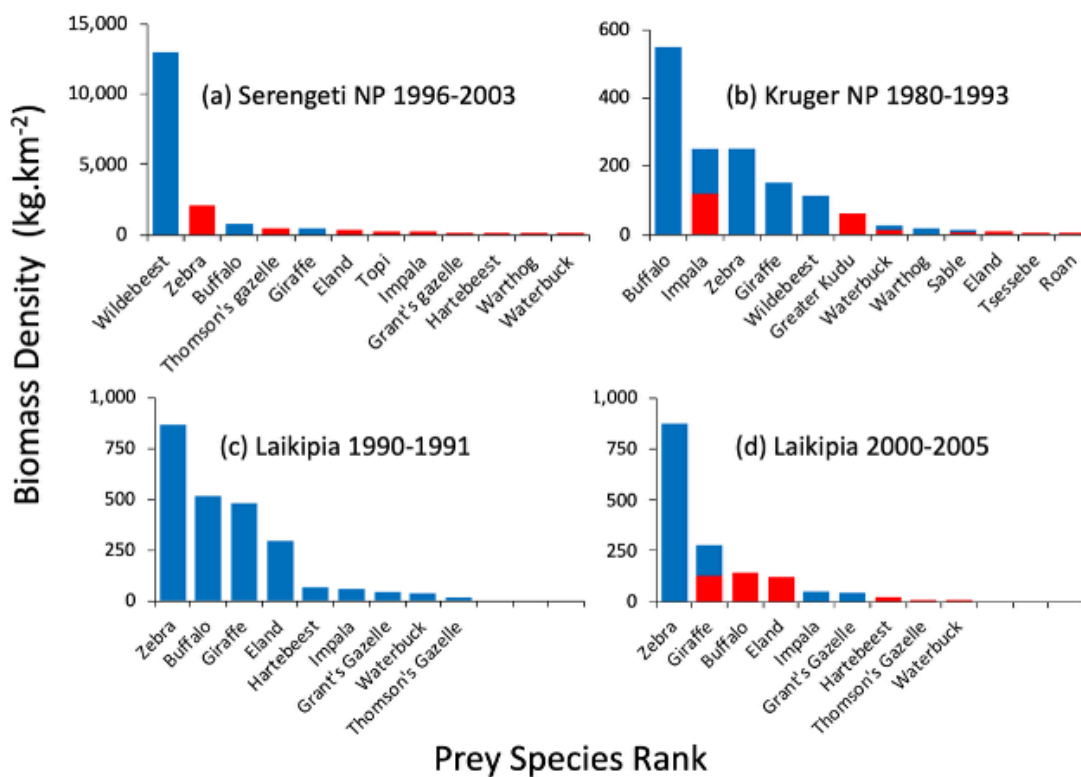 Biomass Density (kg.km⁻²)
(a) Serengeti NP 1996-2003
15,000
10,000
5,000
0
Wildebeest
Zebra
Buffalo
Thomson's gazelle
Giraffe
Eland
Topi
Impala
Grant's gazelle
Hartebeest
Warthog
Waterbuck
(b) Kruger NP 1980-1993
600
400
200
0
Buffalo
Impala
Zebra
Giraffe
Wildebeest
Greater Kudu
Waterbuck
Warthog
Sable
Eland
Tsessebe
Roan
(c) Laikipia 1990-1991
1,000
750
500
250
0
Zebra
Buffalo
Giraffe
Eland
Hartebeest
Impala
Grant's Gazelle
Waterbuck
Thomson's Gazelle
(d) Laikipia 2000-2005
1,000
750
500
250
0
Zebra
Giraffe
Buffalo
Eland
Impala
Grant's Gazelle
Hartebeest
Thomson's Gazelle
Waterbuck
Prey Species Rank